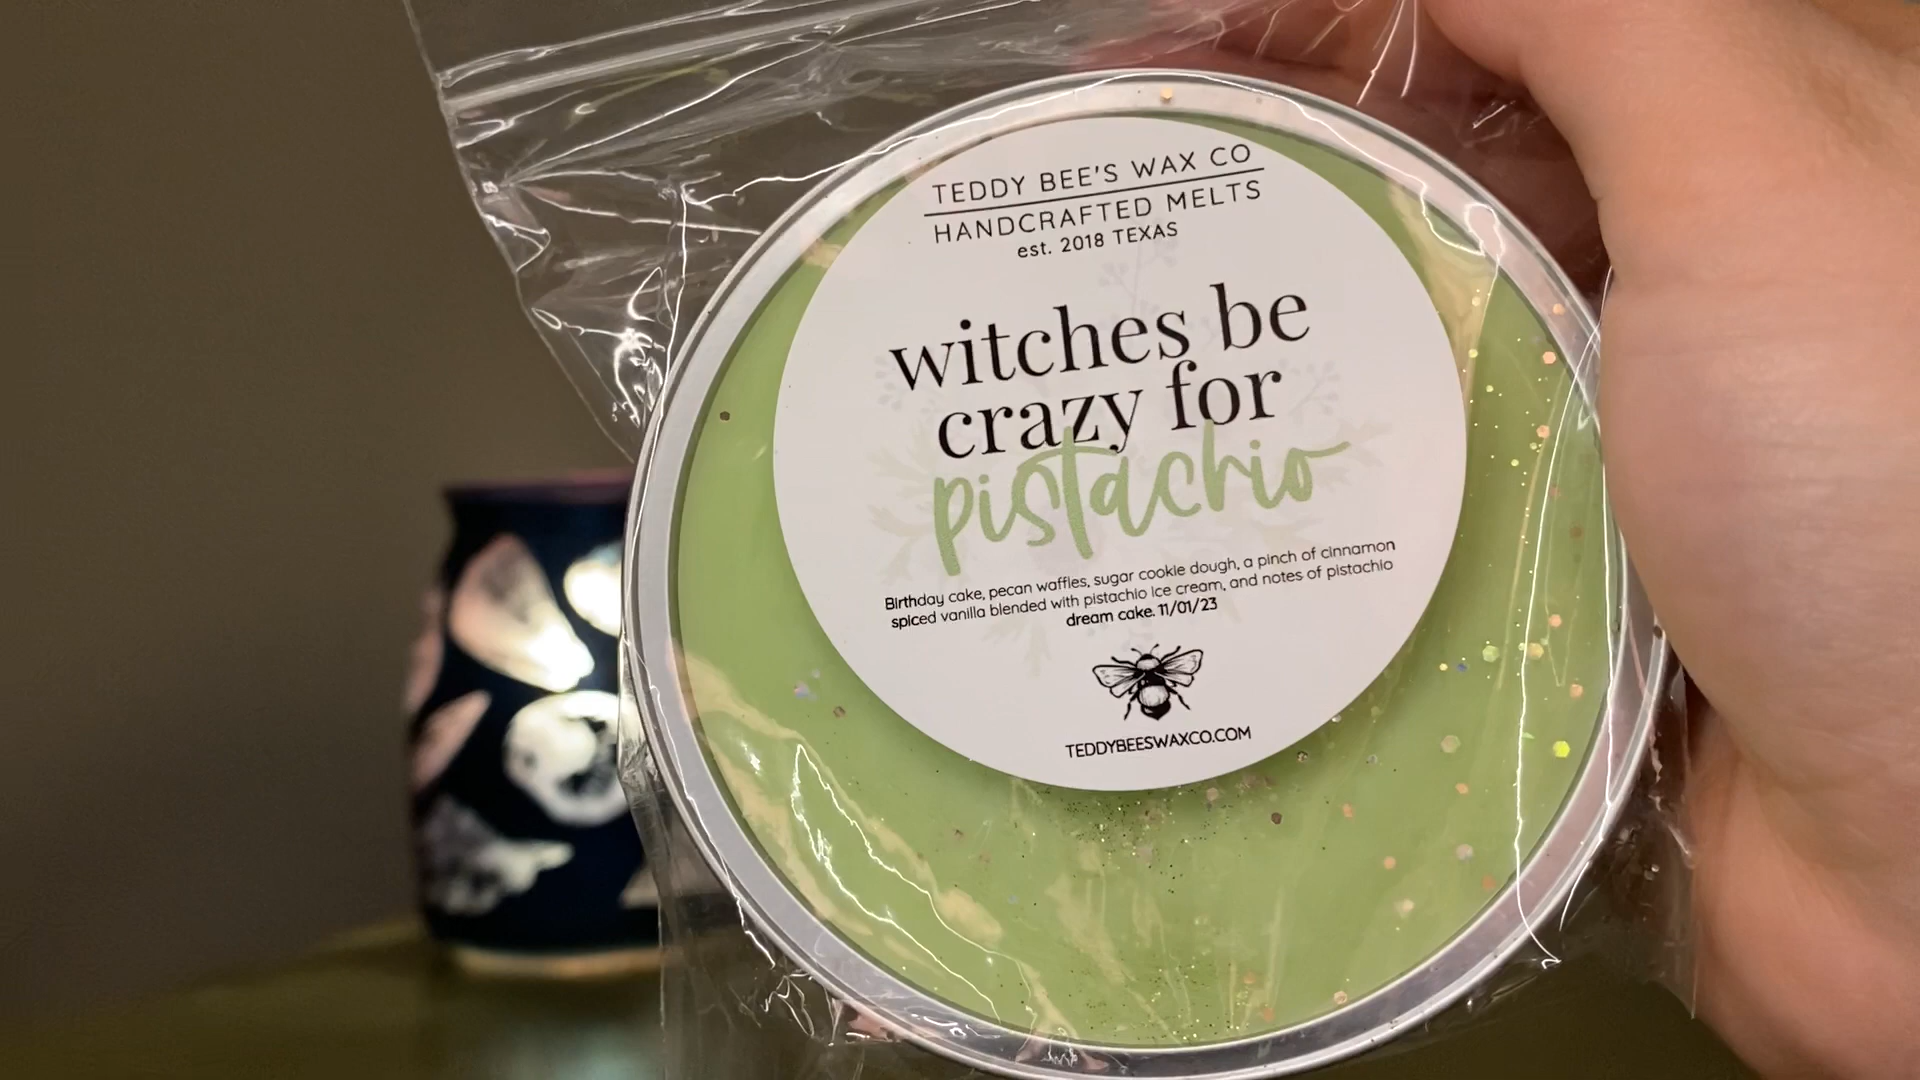 TEDDY BEE'S WAX CO
HANDCRAFTED MELTS
est. 2018 TEXAS
witches be
crazy for
pistachio
Birthday cake, pecan waffles, sugar cookie dough, a pinch of cinnamon
spiced vanilla blended with pistachio ice cream, and notes of pistachio
dream cake. 11/01/23
TEDDYBEESWAXCO.COM